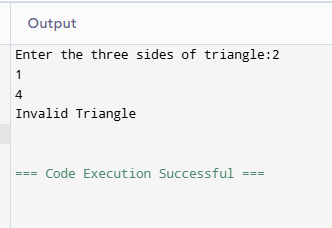 Output
Enter the three sides of triangle:2
1
4
Invalid Triangle
=== Code Execution Successful ===